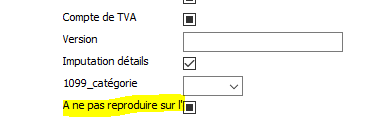 Compte de TVA
Version
Imputation détails
1099_catégorie
A ne pas reproduire sur l'